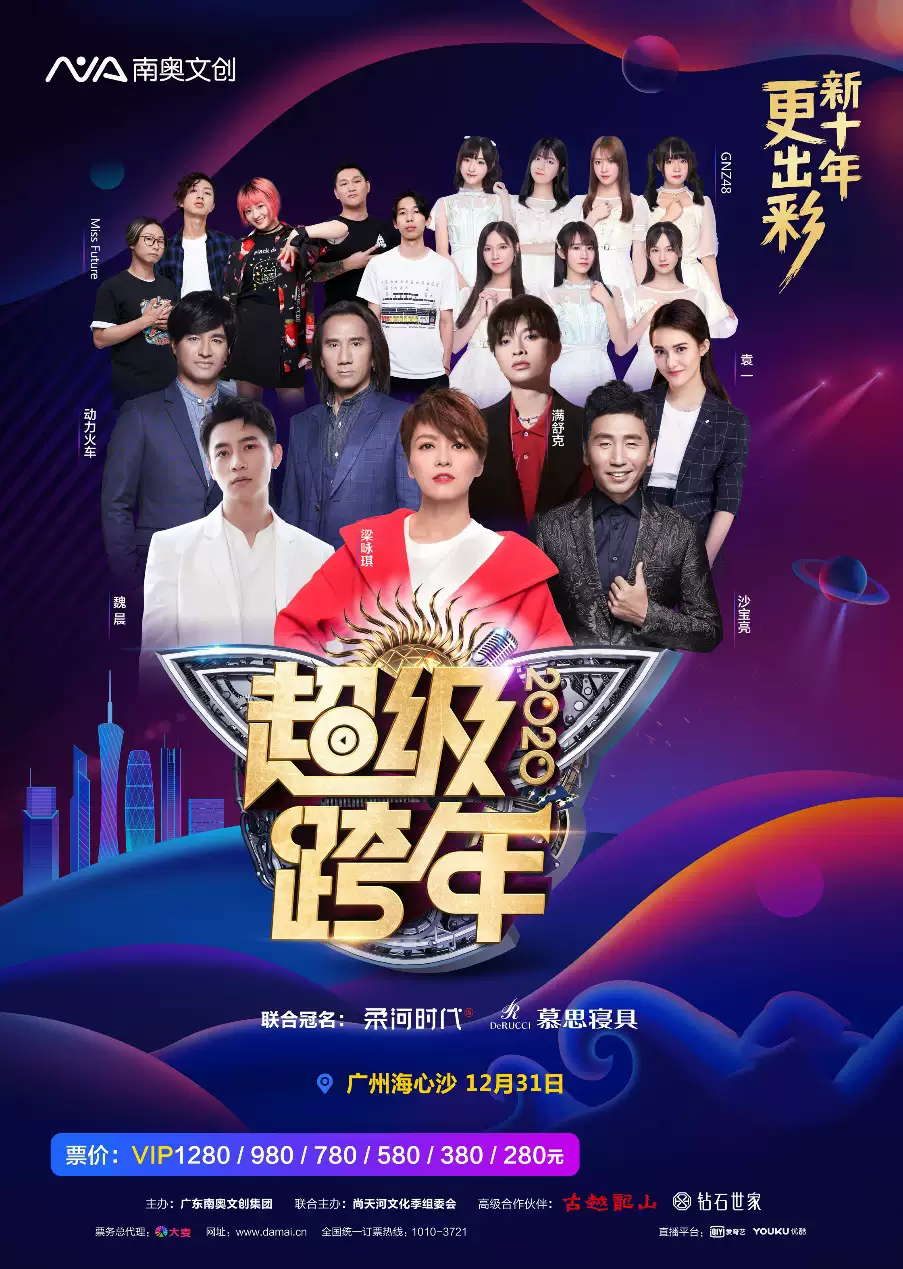 南奥文创
新十年
更出彩
GNZ48
Miss Future
袁一
动力火车
满舒克
梁咏琪
魏晨
沙宝亮
超级
2020
跨年
联合冠名： 柔河时代 DeRUCCI 慕思寝具
广州海心沙 12月31日
票价：VIP1280 / 980 / 780 / 580 / 380 / 280元
主办：广东南奥文创集团 联合主办：尚天河文化季组委会 高级合作伙伴：古越龍山 钻石世家
票务总代理：大麦 网址：www.damai.cn 全国统一订票热线：1010-3721 直播平台：iQIYI 爱奇艺 YOUKU 优酷